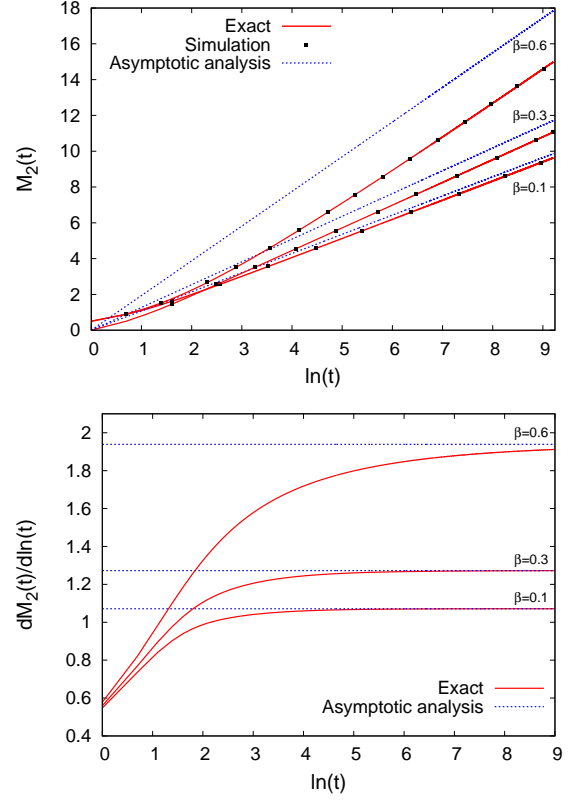 18
16
14
12
10
8
6
4
2
0
M₂(t)
Exact
Simulation
Asymptotic analysis
β=0.6
β=0.3
β=0.1
0 1 2 3 4 5 6 7 8 9
ln(t)
2
1.8
1.6
1.4
1.2
1
0.8
0.6
0.4
dM₂(t)/dln(t)
β=0.6
β=0.3
β=0.1
Exact
Asymptotic analysis
0 1 2 3 4 5 6 7 8 9
ln(t)